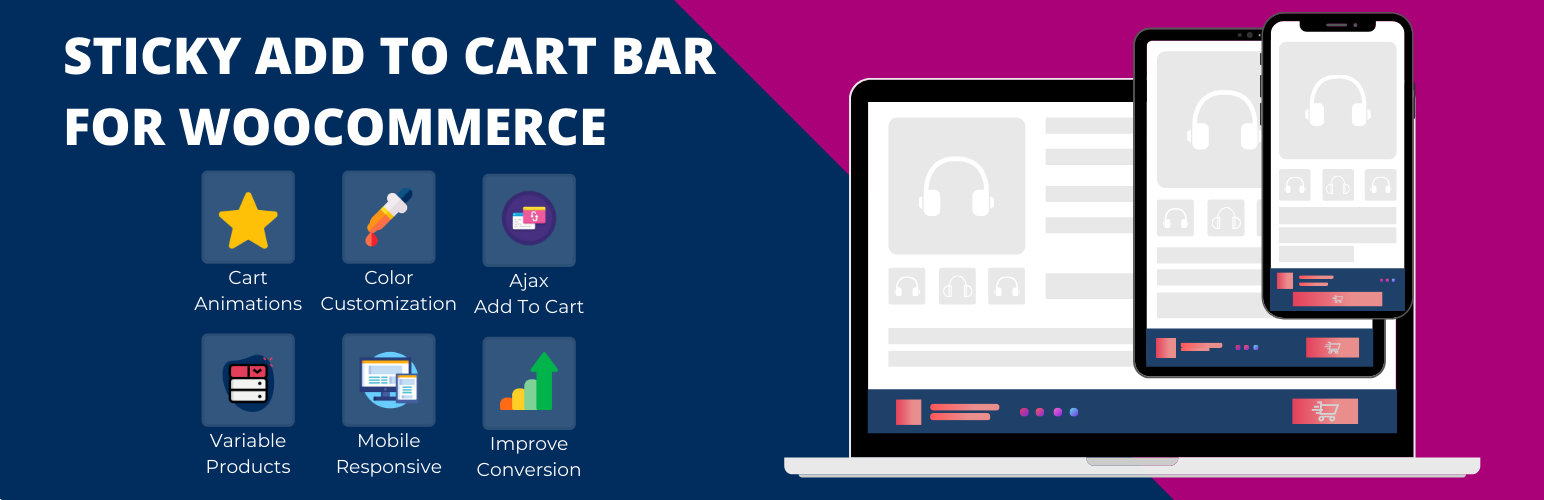 STICKY ADD TO CART BAR
FOR WOOCOMMERCE
Cart
Animations
Color
Customization
Ajax
Add To Cart
Variable
Products
Mobile
Responsive
Improve
Conversion